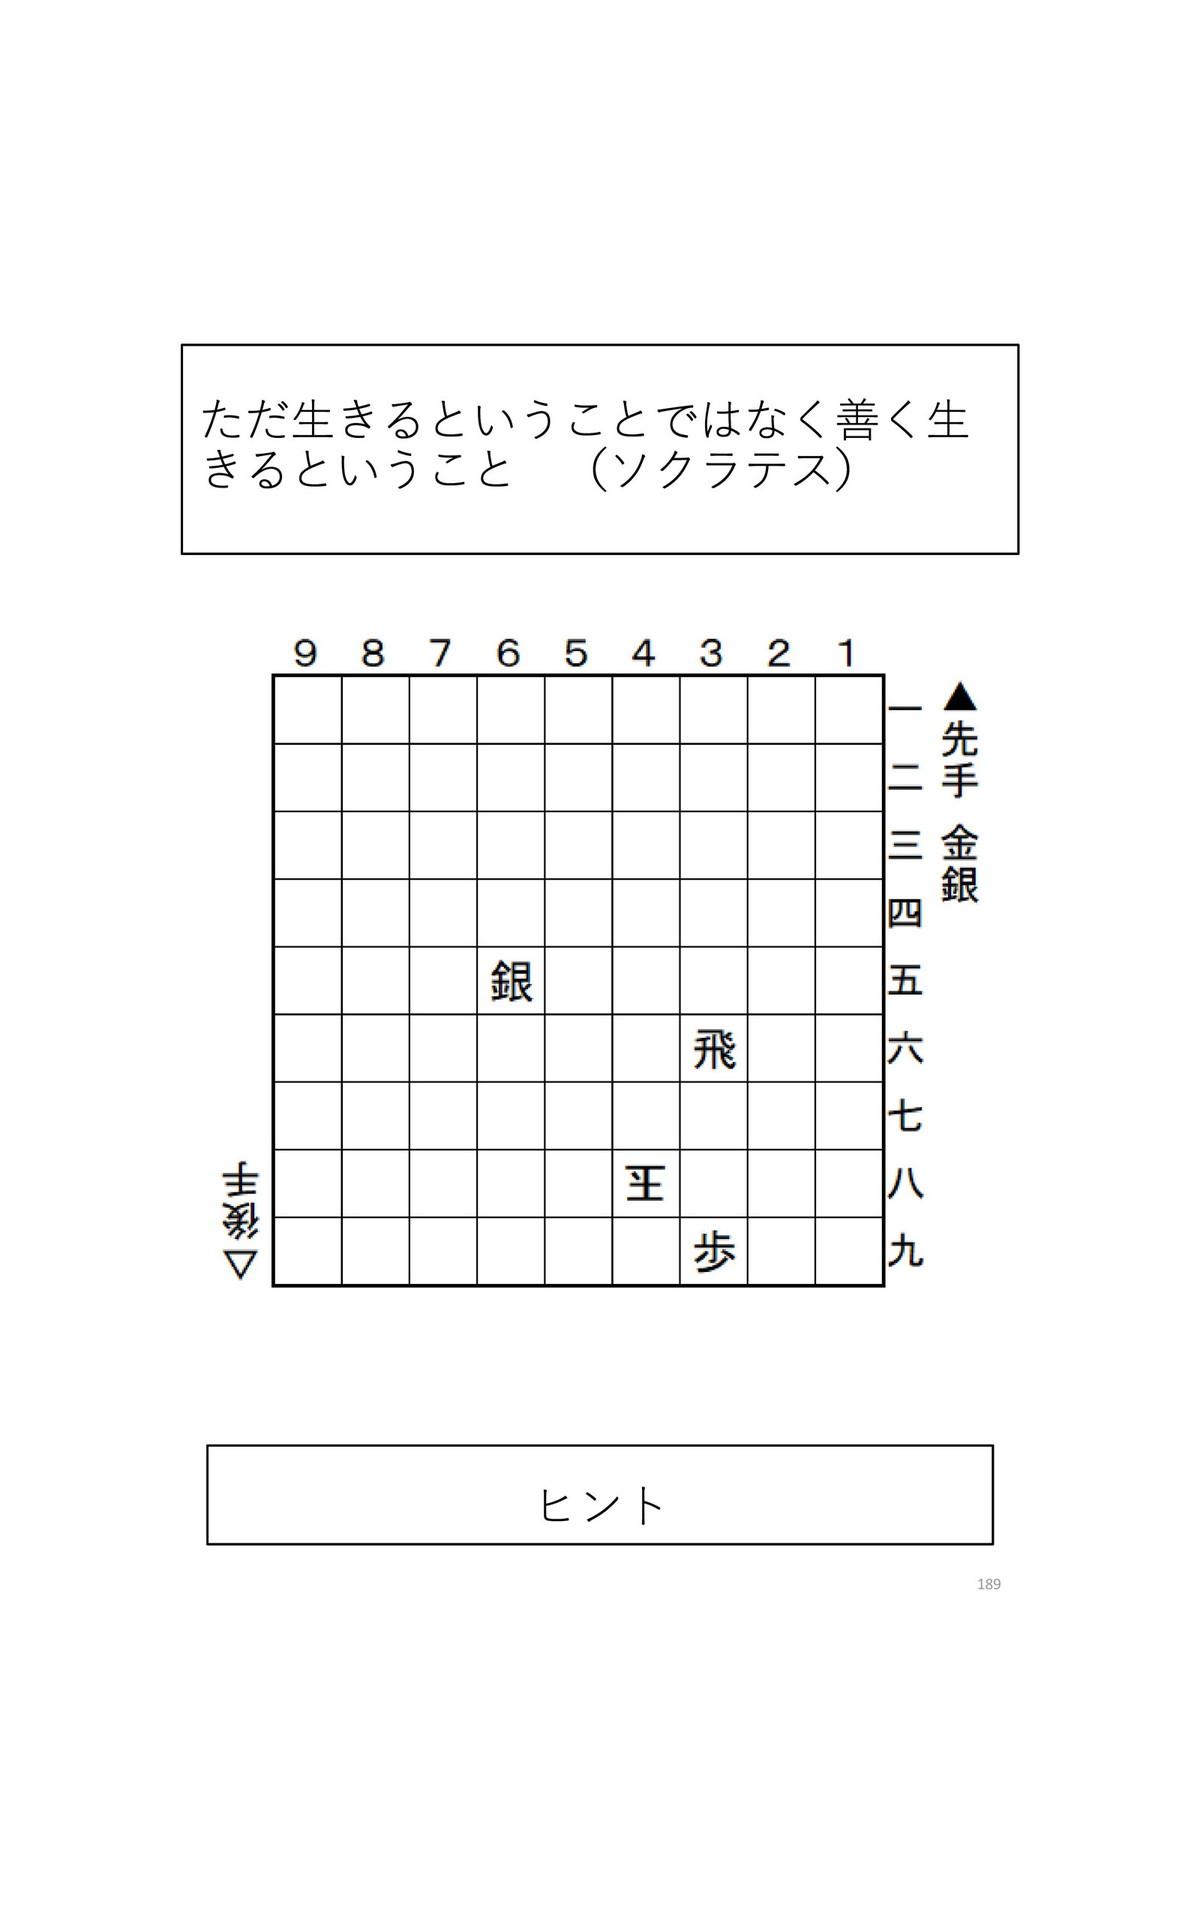 ただ生きるということではなく善く生
きるということ　（ソクラテス）
9 8 7 6 5 4 3 2 1
一
二
三
四
五
六
七
八
九
▲先手 金銀
銀
飛
王
歩
△後手
ヒント
189